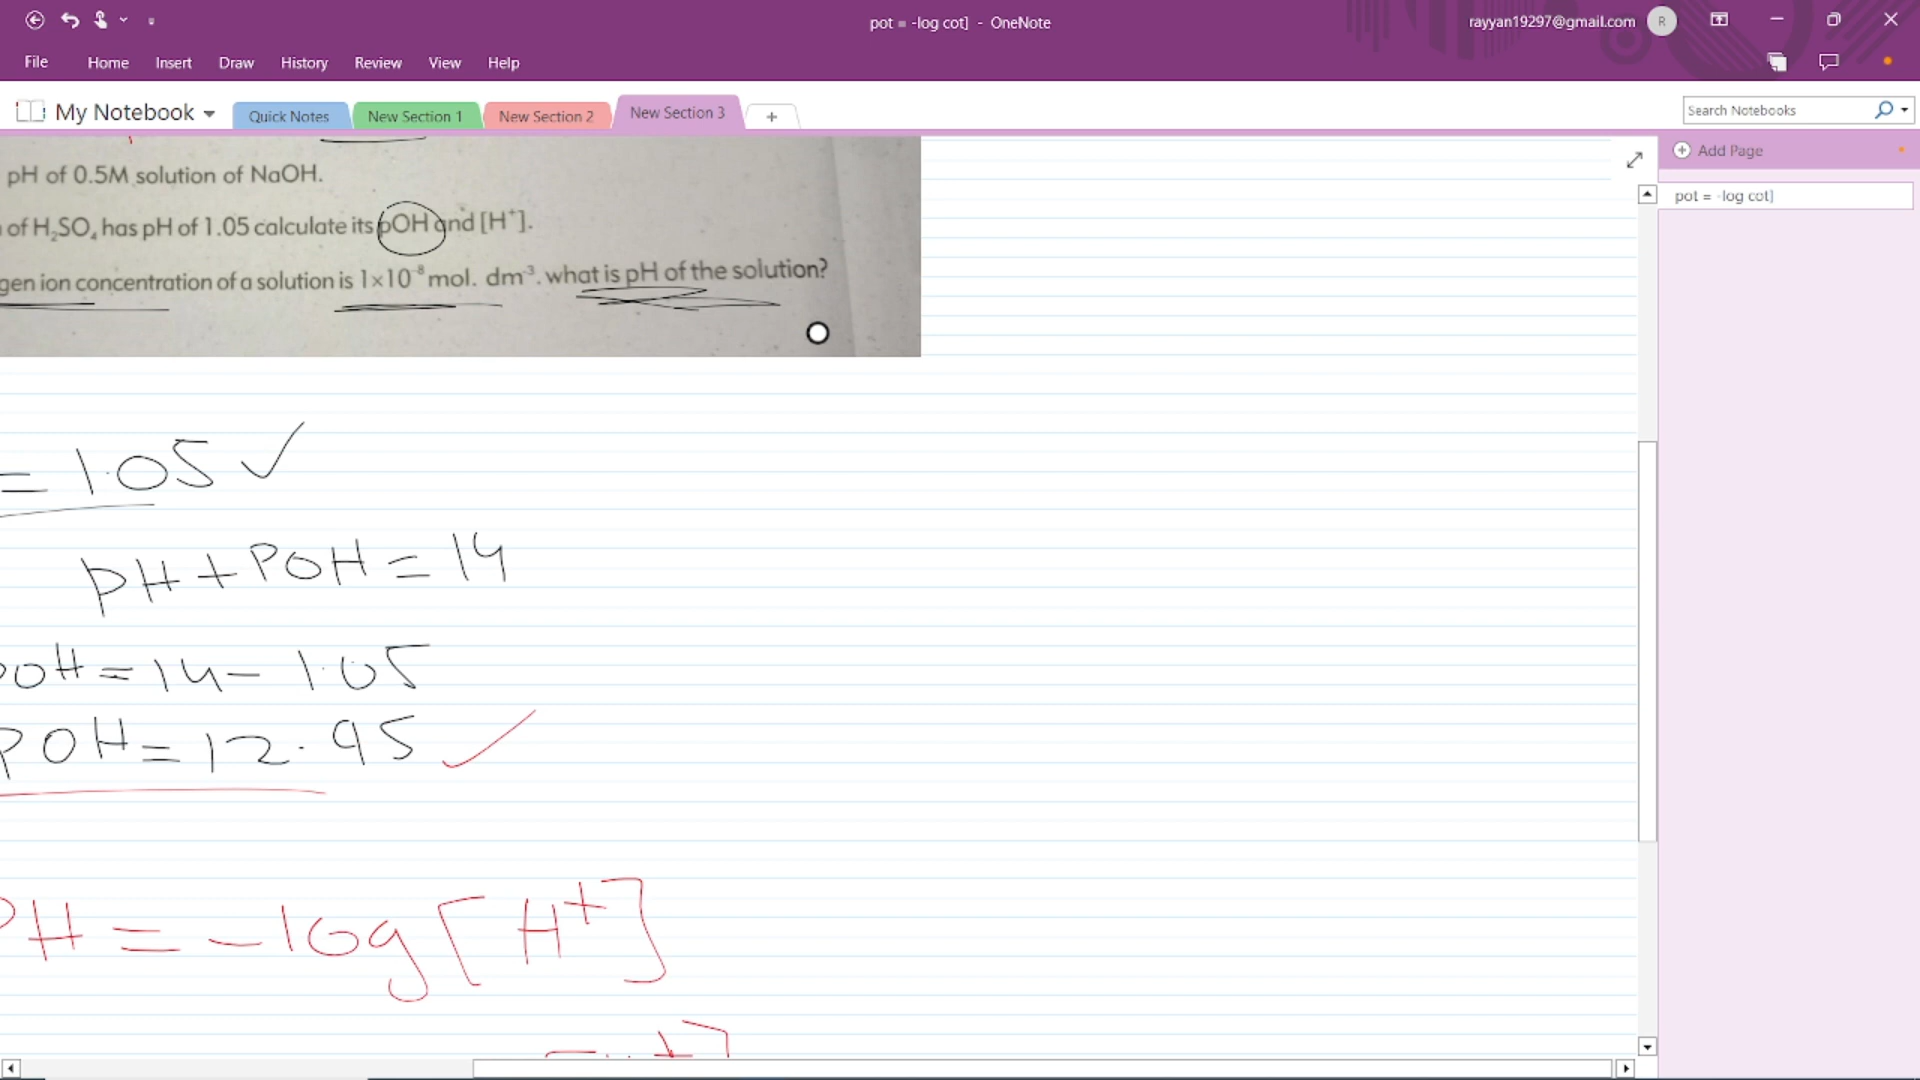 pot = -log cot] - OneNote
rayyan19297@gmail.com
R
File Home Insert Draw History Review View Help
My Notebook
Quick Notes
New Section 1
New Section 2
New Section 3
+
Search Notebooks
Add Page
pot = -log cot]
pH of 0.5M solution of NaOH.
of H₂SO₄ has pH of 1.05 calculate its pOH and [H⁺].
gen ion concentration of a solution is 1×10⁻⁸ mol. dm⁻³. what is pH of the solution?
= 1.05 ✓
pH + POH = 14
POH = 14 - 1.05
POH = 12.95 ✓
PH = -log [H⁺]